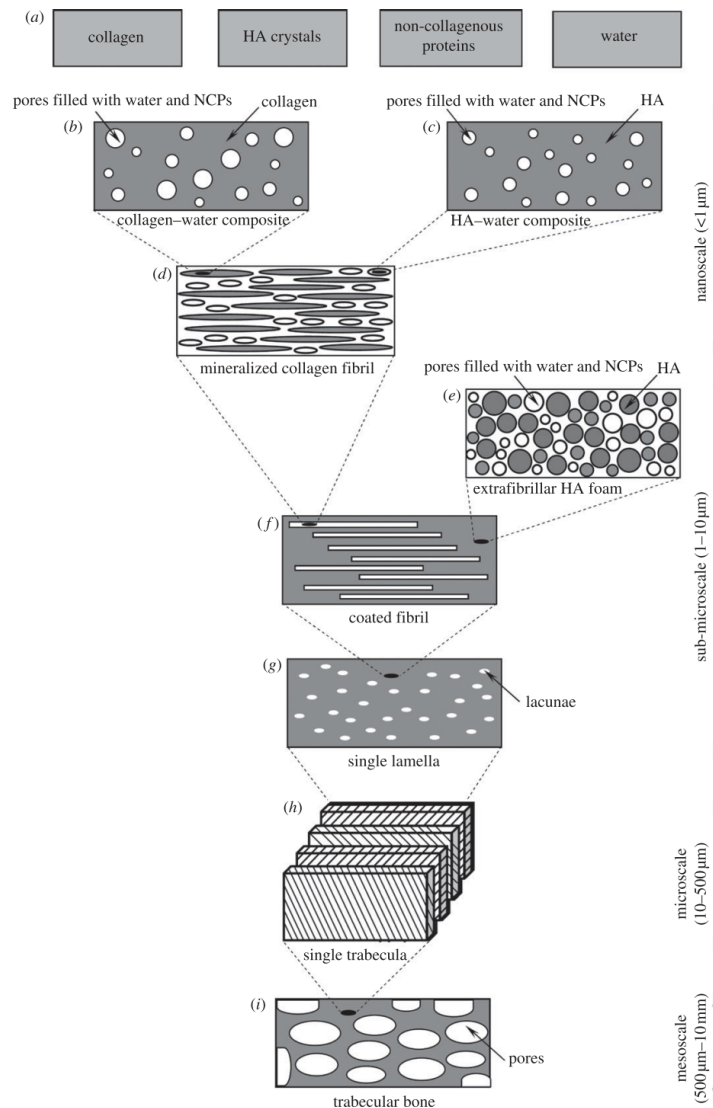 (a)
collagen
HA crystals
non-collagenous
proteins
water
pores filled with water and NCPs
collagen
(b)
collagen–water composite
pores filled with water and NCPs
HA
(c)
HA–water composite
nanoscale (<1 μm)
(d)
mineralized collagen fibril
pores filled with water and NCPs
HA
(e)
extrafibrillar HA foam
(f)
coated fibril
sub-microscale (1–10 μm)
(g)
lacunae
single lamella
(h)
single trabecula
microscale
(10–500 μm)
(i)
pores
trabecular bone
mesoscale
(500 μm–10 mm)